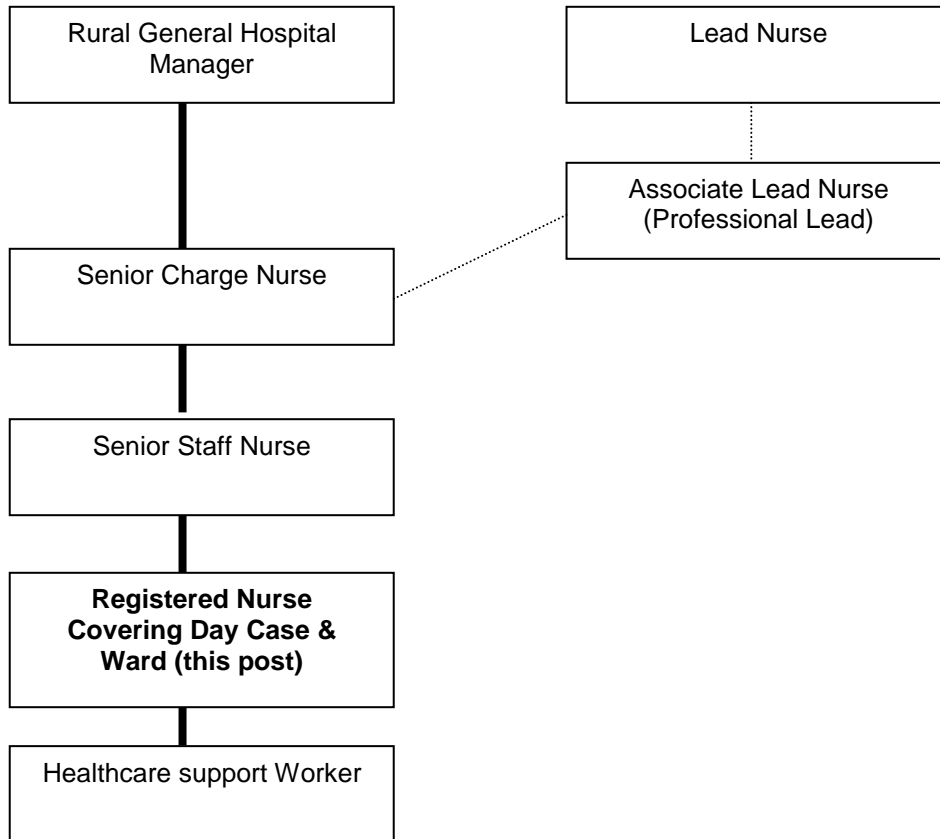 Rural General Hospital
Manager
Lead Nurse
Associate Lead Nurse
(Professional Lead)
Senior Charge Nurse
Senior Staff Nurse
Registered Nurse
Covering Day Case &
Ward (this post)
Healthcare support Worker